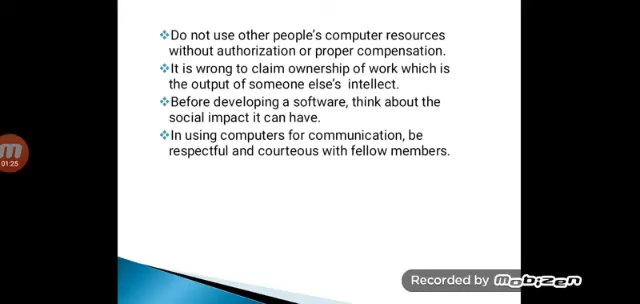 ❖Do not use other people's computer resources
without authorization or proper compensation.
❖It is wrong to claim ownership of work which is
the output of someone else's  intellect.
❖Before developing a software, think about the
social impact it can have.
❖In using computers for communication, be
respectful and courteous with fellow members.
m
01:25
Recorded by mobizen